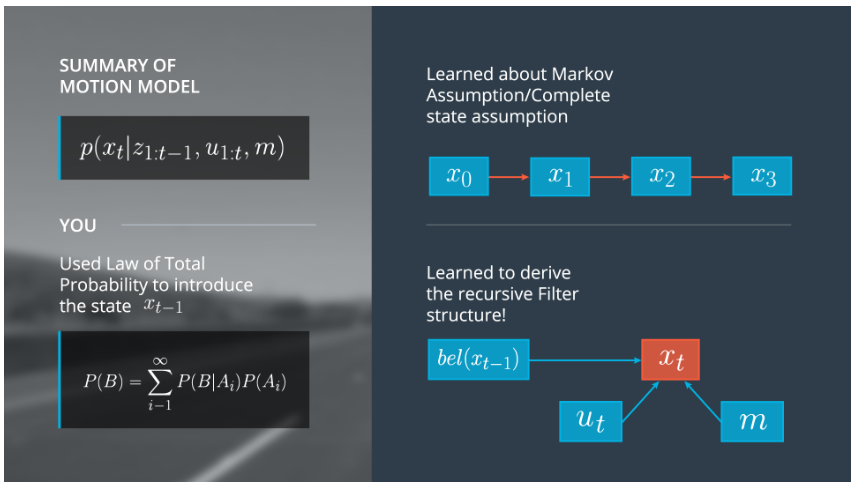 SUMMARY OF
MOTION MODEL
p(x_t|z_{1:t−1}, u_{1:t}, m)
YOU
Used Law of Total
Probability to introduce
the state x_{t−1}
P(B) = ∑_{i−1}^{∞} P(B|A_i)P(A_i)
Learned about Markov
Assumption/Complete
state assumption
x_0 x_1 x_2 x_3
Learned to derive
the recursive Filter
structure!
bel(x_{t−1}) x_t
u_t m